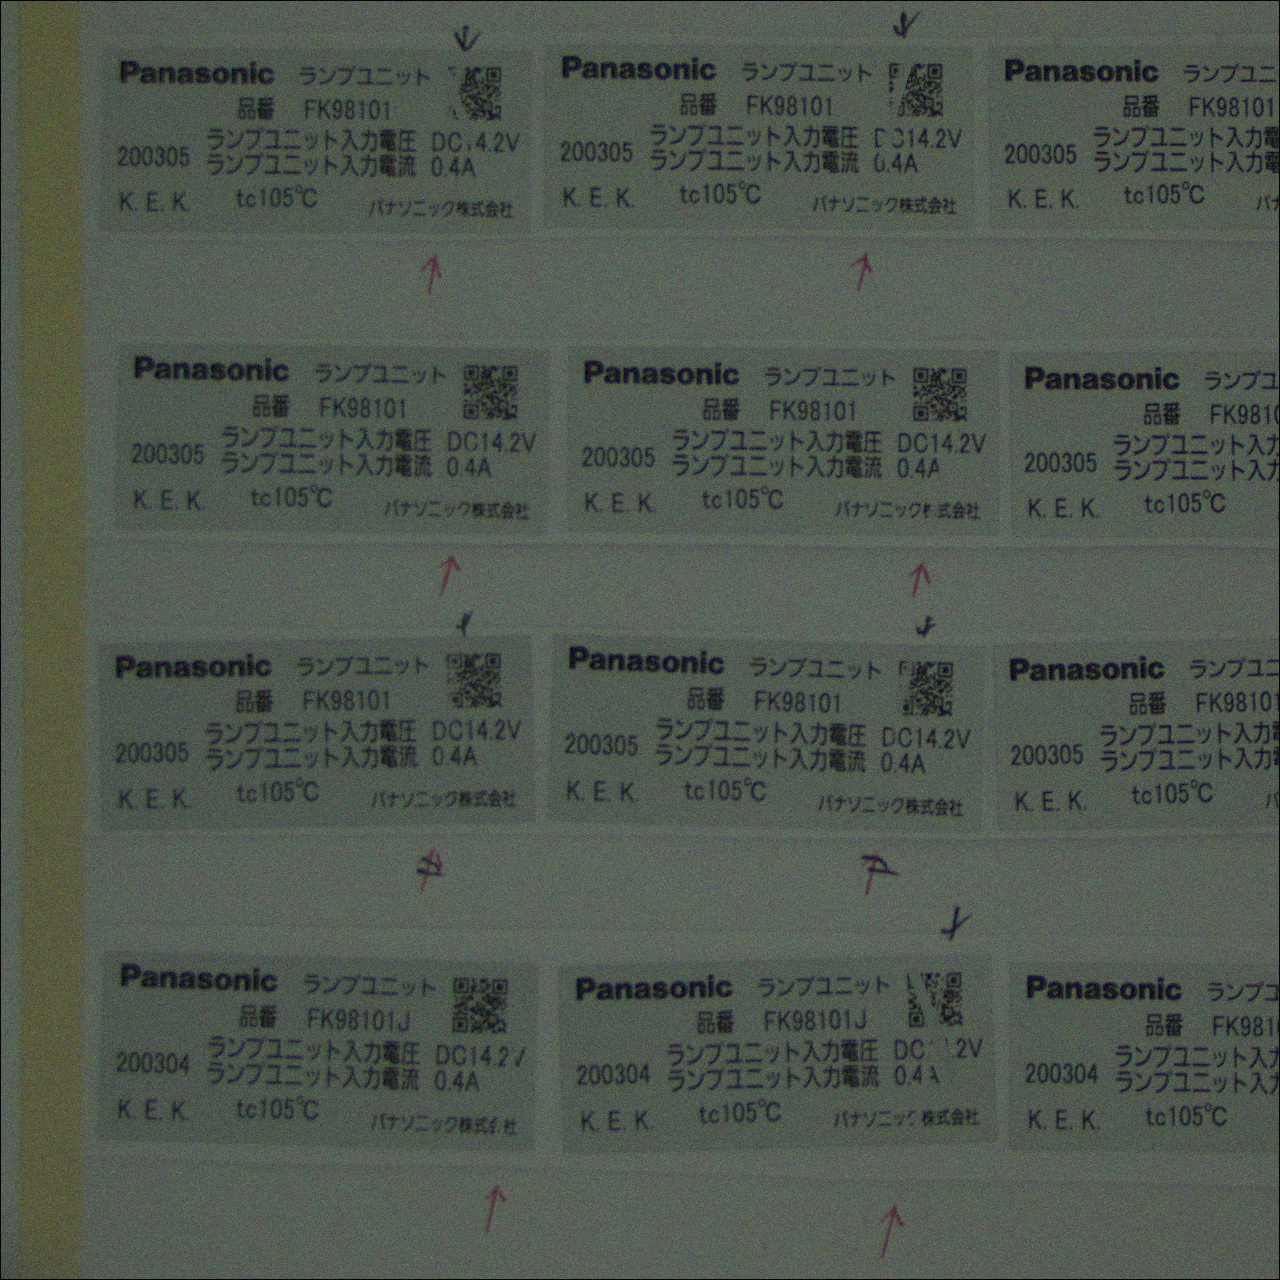 Panasonic ランプユニット
品番 FK98101
ランプユニット入力電圧 DC14.2V
200305 ランプユニット入力電流 0.4A
K. E. K. tc105℃ パナソニック株式会社
Panasonic ランプユニット
品番 FK98101
ランプユニット入力電圧 DC14.2V
200305 ランプユニット入力電流 0.4A
K. E. K. tc105℃ パナソニック株式会社
Panasonic ランプユニ
品番 FK98101
ランプユニット入力
200305 ランプユニット入力
K. E. K. tc105℃
Panasonic ランプユニット
品番 FK98101
ランプユニット入力電圧 DC14.2V
200305 ランプユニット入力電流 0.4A
K. E. K. tc105℃ パナソニック株式会社
Panasonic ランプユニット
品番 FK98101
ランプユニット入力電圧 DC14.2V
200305 ランプユニット入力電流 0.4A
K. E. K. tc105℃ パナソニック 式会社
Panasonic ランプユ
品番 FK9810
ランプユニット入力
200305 ランプユニット入力
K. E. K. tc105℃
Panasonic ランプユニット
品番 FK98101
ランプユニット入力電圧 DC14.2V
200305 ランプユニット入力電流 0.4A
K. E. K. tc105℃ パナソニック株式会社
Panasonic ランプユニット
品番 FK98101
ランプユニット入力電圧 DC14.2V
200305 ランプユニット入力電流 0.4A
K. E. K. tc105℃ パナソニック株式会社
Panasonic ランプユニ
品番 FK98101
ランプユニット入力
200305 ランプユニット入力
K. E. K. tc105℃
Panasonic ランプユニット
品番 FK98101J
ランプユニット入力電圧 DC14.2
200304 ランプユニット入力電流 0.4A
K. E. K. tc105℃ パナソニック株式 社
Panasonic ランプユニット
品番 FK98101J
ランプユニット入力電圧 DC .2V
200304 ランプユニット入力電流 0.4
K. E. K. tc105℃ パナソニック株式会社
Panasonic ランプユ
品番 FK981
ランプユニット入力
200304 ランプユニット入力
K. E. K. tc105℃